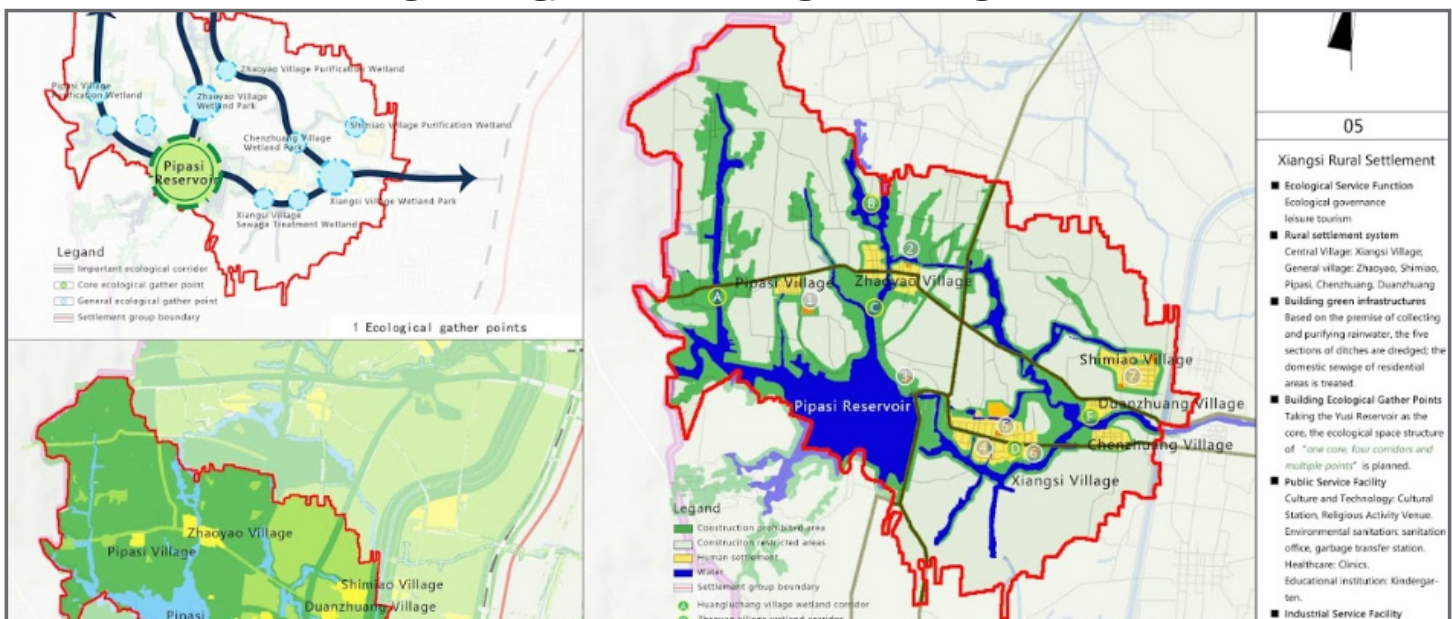 Zhaoyao Village Purification Wetland
Pipasi Village
Purification Wetland
Zhaoyao Village
Wetland Park
Shimiao Village Purification Wetland
Chenzhuang Village
Wetland Park
Pipasi
Reservoir
Xiangsi Village Wetland Park
Xiangsi Village
Sewage Treatment Wetland
Legand
Important ecological corridor
Core ecological gather point
General ecological gather point
Settlement group boundary
1 Ecological gather points
Zhaoyao Village
Pipasi Village
Shimiao Village
Duanzhuang Village
Pipasi
B
2
Pipasi Village
Zhaoyao Village
A
1
C
Shimiao Village
7
3
Pipasi Reservoir
Duanzhuang Village
5
Chenzhuang Village
4
D
6
Xiangsi Village
Legand
Construction prohibited area
Construciton restricted areas
Human settlement
Water
Settlement group boundary
A Huangluchang village wetland corridor
05
Xiangsi Rural Settlement
■ Ecological Service Function
Ecological governance
leisure tourism
■ Rural settlement system
Central Village: Xiangsi Village;
General village: Zhaoyao, Shimiao,
Pipasi, Chenzhuang, Duanzhuang
■ Building green infrastructures
Based on the premise of collecting
and purifying rainwater, the five
sections of ditches are dredged; the
domestic sewage of residential
areas is treated.
■ Building Ecological Gather Points
Taking the Yusi Reservoir as the
core, the ecological space structure
of "one core, four corridors and
multiple points" is planned.
■ Public Service Facility
Culture and Technology: Cultural
Station, Religious Activity Venue.
Environmental sanitation: sanitation
office, garbage transfer station.
Healthcare: Clinics.
Educational institution: Kindergar-
ten.
■ Industrial Service Facility